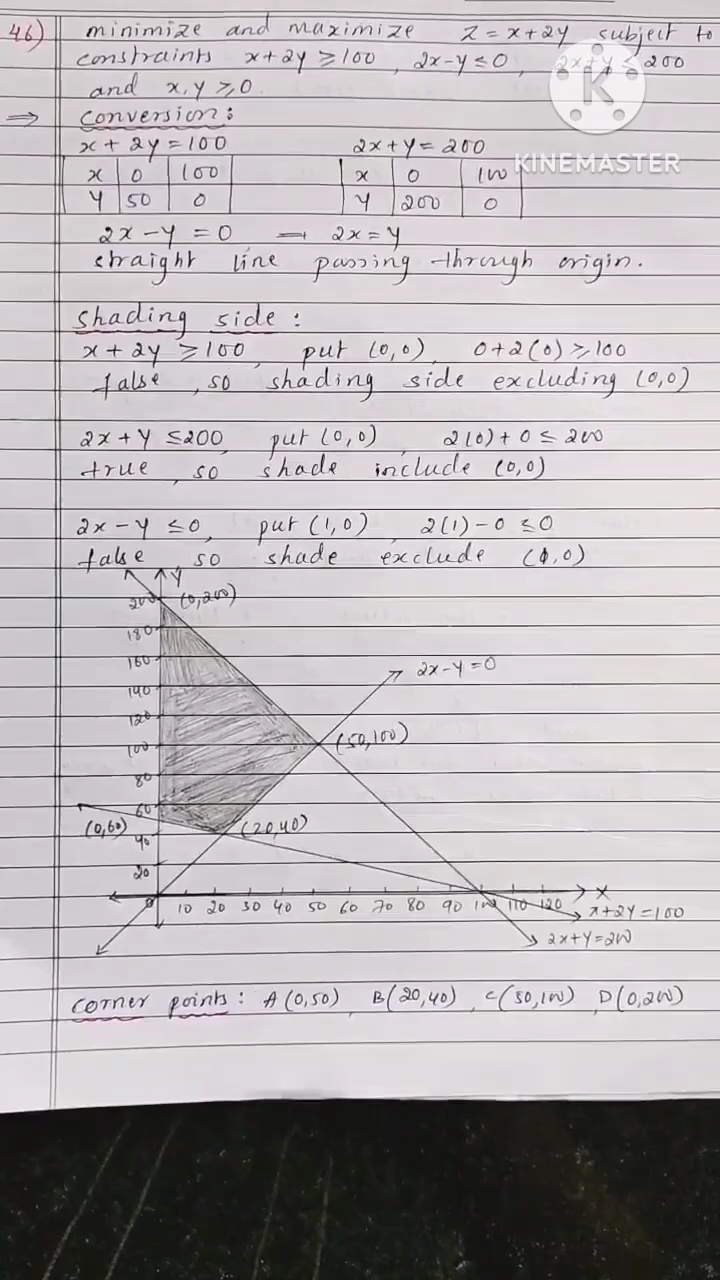 46) minimize and maximize Z = x+2y subject to
constraints x+2y ≥ 100 , 2x-y ≤ 0 , 2x+y ≤ 200
and x, y ≥ 0.
K
KINEMASTER
⇒ conversion:
x + 2y = 100 2x + y = 200
x 0 100 x 0 100
y 50 0 y 200 0
2x - y = 0 → 2x = y
straight line passing through origin.
shading side:
x + 2y ≥ 100, put (0,0), 0+2(0) ≥ 100
false, so shading side excluding (0,0)
2x + y ≤ 200, put (0,0), 2(0) + 0 ≤ 200
true, so shade include (0,0)
2x - y ≤ 0, put (1,0), 2(1) - 0 ≤ 0
false, so shade exclude (1,0)
Y
200 (0,200)
180
160 2x-y=0
140
120
100 (50,100)
80
60
(0,60) (20,40)
40
20
0 10 20 30 40 50 60 70 80 90 100 110 120 X
x+2y=100
2x+y=200
corner points: A(0,50), B(20,40), C(50,100), D(0,200)